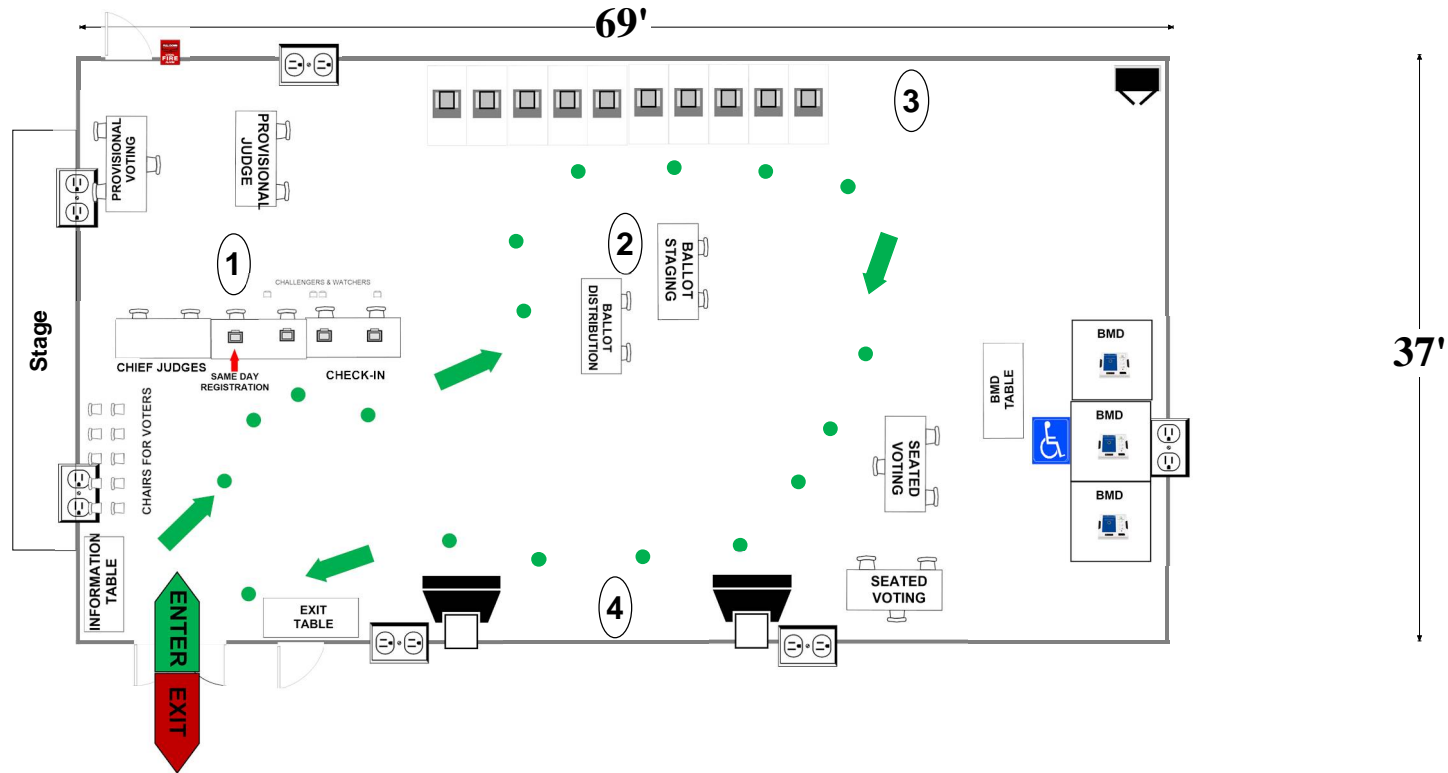 69'
FIRE
3
PROVISIONAL
VOTING
PROVISIONAL
JUDGE
2
BALLOT
STAGING
1
CHALLENGERS & WATCHERS
BALLOT
DISTRIBUTION
Stage
CHIEF JUDGES
SAME DAY
REGISTRATION
CHECK-IN
BMD
37'
BMD
TABLE
CHAIRS FOR VOTERS
BMD
SEATED
VOTING
BMD
INFORMATION
TABLE
ENTER
EXIT
EXIT
TABLE
4
SEATED
VOTING